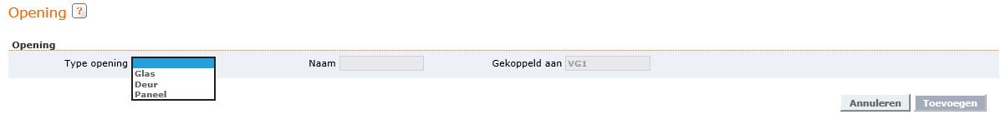 Opening ?
Opening
Type opening Naam Gekoppeld aan VG1
Glas
Deur
Paneel
Annuleren Toevoegen